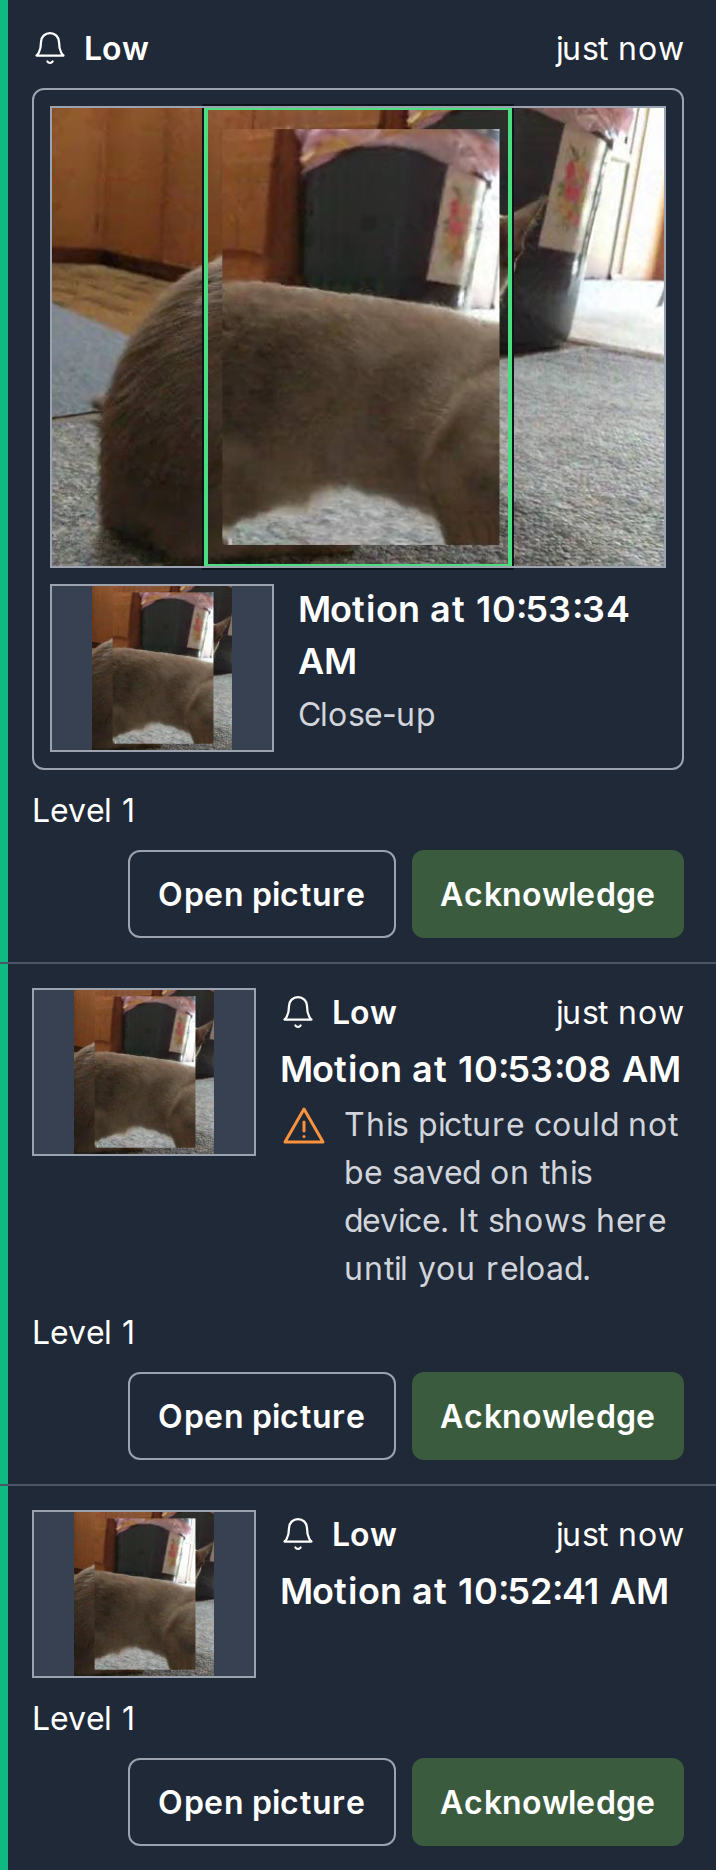 Low
just now
Motion at 10:53:34
AM
Close-up
Level 1
Open picture
Acknowledge
Low
just now
Motion at 10:53:08 AM
This picture could not
be saved on this
device. It shows here
until you reload.
Level 1
Open picture
Acknowledge
Low
just now
Motion at 10:52:41 AM
Level 1
Open picture
Acknowledge